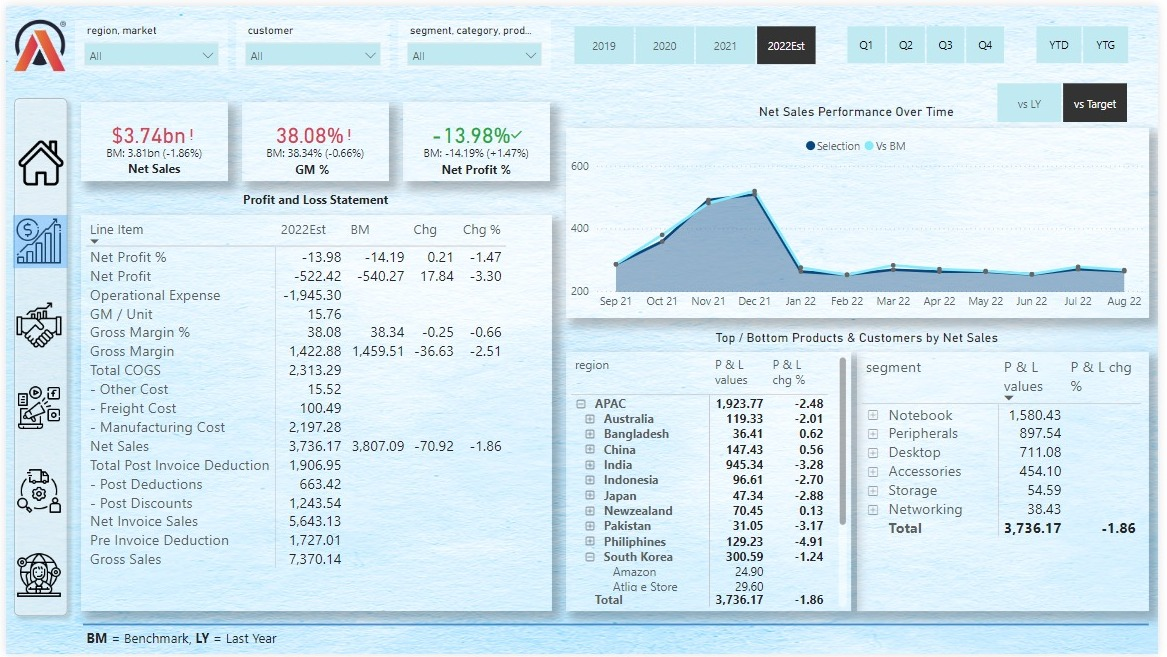 region, market customer segment, category, prod...
All All All
2019 2020 2021 2022Est Q1 Q2 Q3 Q4 YTD YTG
vs LY vs Target
$3.74bn !
BM: 3.81bn (-1.86%)
Net Sales
38.08% !
BM: 38.34% (-0.66%)
GM %
-13.98%✓
BM: -14.19% (+1.47%)
Net Profit %
Profit and Loss Statement
Line Item 2022Est BM Chg Chg %
Net Profit % -13.98 -14.19 0.21 -1.47
Net Profit -522.42 -540.27 17.84 -3.30
Operational Expense -1,945.30
GM / Unit 15.76
Gross Margin % 38.08 38.34 -0.25 -0.66
Gross Margin 1,422.88 1,459.51 -36.63 -2.51
Total COGS 2,313.29
- Other Cost 15.52
- Freight Cost 100.49
- Manufacturing Cost 2,197.28
Net Sales 3,736.17 3,807.09 -70.92 -1.86
Total Post Invoice Deduction 1,906.95
- Post Deductions 663.42
- Post Discounts 1,243.54
Net Invoice Sales 5,643.13
Pre Invoice Deduction 1,727.01
Gross Sales 7,370.14
Net Sales Performance Over Time
Selection Vs BM
600
400
200
Sep 21 Oct 21 Nov 21 Dec 21 Jan 22 Feb 22 Mar 22 Apr 22 May 22 Jun 22 Jul 22 Aug 22
Top / Bottom Products & Customers by Net Sales
region P & L values P & L chg %
APAC 1,923.77 -2.48
Australia 119.33 -2.01
Bangladesh 36.41 0.62
China 147.43 0.56
India 945.34 -3.28
Indonesia 96.61 -2.70
Japan 47.34 -2.88
Newzealand 70.45 0.13
Pakistan 31.05 -3.17
Philiphines 129.23 -4.91
South Korea 300.59 -1.24
Amazon 24.90
Atliq e Store 29.60
Total 3,736.17 -1.86
segment P & L values P & L chg %
Notebook 1,580.43
Peripherals 897.54
Desktop 711.08
Accessories 454.10
Storage 54.59
Networking 38.43
Total 3,736.17 -1.86
BM = Benchmark, LY = Last Year